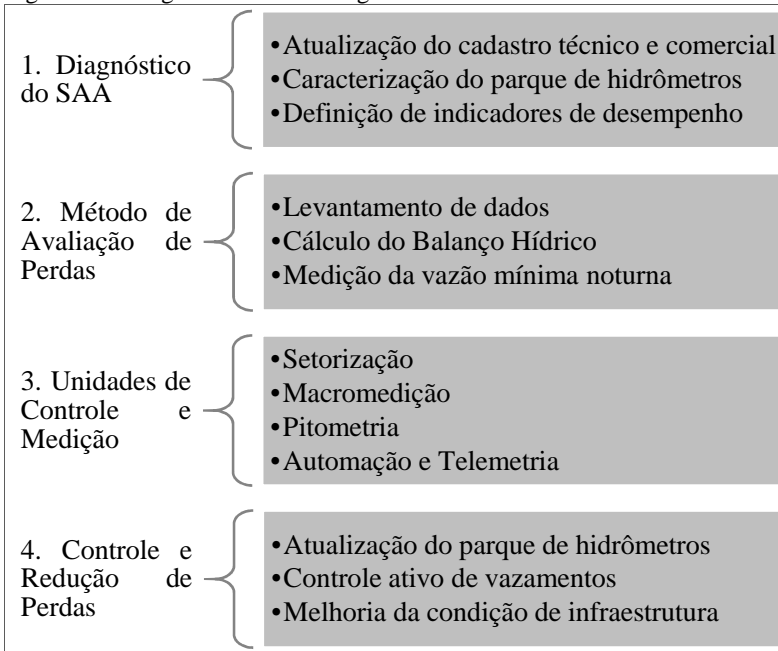 1. Diagnóstico
do SAA
•Atualização do cadastro técnico e comercial
•Caracterização do parque de hidrômetros
•Definição de indicadores de desempenho
2. Método de
Avaliação de
Perdas
•Levantamento de dados
•Cálculo do Balanço Hídrico
•Medição da vazão mínima noturna
3. Unidades de
Controle e
Medição
•Setorização
•Macromedição
•Pitometria
•Automação e Telemetria
4. Controle e
Redução de
Perdas
•Atualização do parque de hidrômetros
•Controle ativo de vazamentos
•Melhoria da condição de infraestrutura